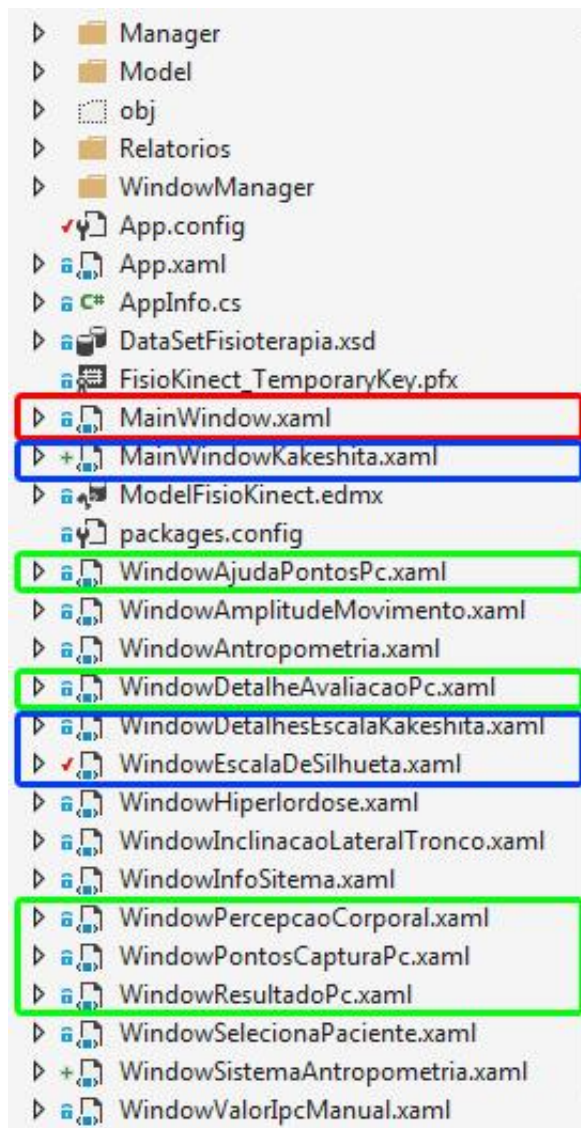 Manager
Model
obj
Relatorios
WindowManager
App.config
App.xaml
C# AppInfo.cs
DataSetFisioterapia.xsd
FisioKinect_TemporaryKey.pfx
MainWindow.xaml
MainWindowKakeshita.xaml
ModelFisioKinect.edmx
packages.config
WindowAjudaPontosPc.xaml
WindowAmplitudeMovimento.xaml
WindowAntropometria.xaml
WindowDetalheAvaliacaoPc.xaml
WindowDetalhesEscalaKakeshita.xaml
WindowEscalaDeSilhueta.xaml
WindowHiperlordose.xaml
WindowInclinacaoLateralTronco.xaml
WindowInfoSitema.xaml
WindowPercepcaoCorporal.xaml
WindowPontosCapturaPc.xaml
WindowResultadoPc.xaml
WindowSelecionaPaciente.xaml
WindowSistemaAntropometria.xaml
WindowValorIpcManual.xaml